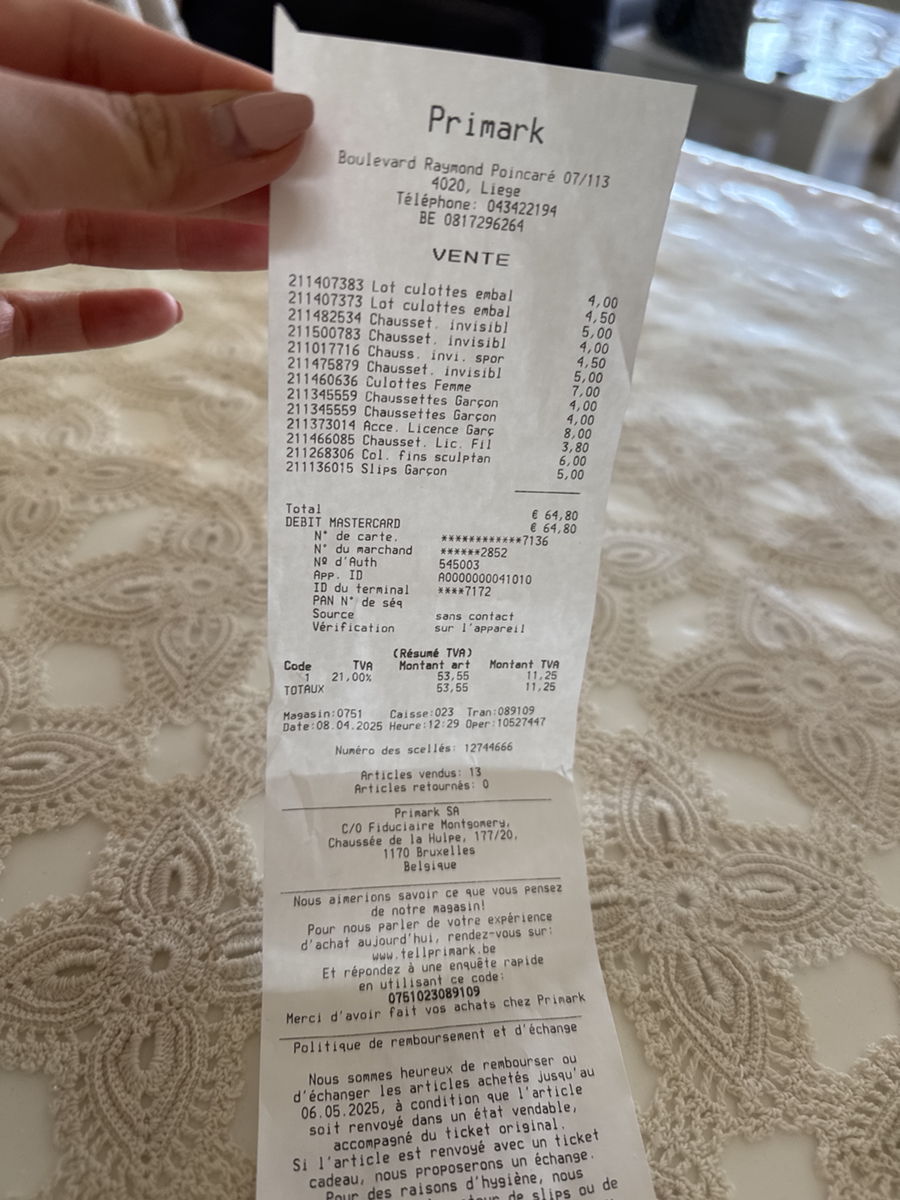 Primark
Boulevard Raymond Poincaré 07/113
4020, Liege
Téléphone: 043422194
BE 0817296264
VENTE
211407383 Lot culottes embal 4,00
211407373 Lot culottes embal 4,50
211482534 Chausset. invisibl 5,00
211500783 Chausset. invisibl 4,00
211017716 Chauss. invi. spor 4,50
211475879 Chausset. invisibl 5,00
211460636 Culottes Femme 7,00
211345559 Chaussettes Garçon 4,00
211345559 Chaussettes Garçon 4,00
211373014 Acce. Licence Garç 8,00
211466085 Chausset. Lic. Fil 3,80
211268306 Col. fins sculptan 6,00
211136015 Slips Garçon 5,00
Total € 64,80
DEBIT MASTERCARD € 64,80
N° de carte. ************7136
N° du marchand ******2852
Nº d'Auth 545003
App. ID A0000000041010
ID du terminal ****7172
PAN N° de séq
Source sans contact
Vérification sur l'appareil
(Résumé TVA)
Code TVA Montant art Montant TVA
1 21,00% 53,55 11,25
TOTAUX 53,55 11,25
Magasin:0751 Caisse:023 Tran:089109
Date:08.04.2025 Heure:12:29 Oper:10527447
Numéro des scellés: 12744666
Articles vendus: 13
Articles retournés: 0
Primark SA
C/O Fiduciaire Montgomery,
Chaussée de la Hulpe, 177/20,
1170 Bruxelles
Belgique
Nous aimerions savoir ce que vous pensez
de notre magasin!
Pour nous parler de votre expérience
d'achat aujourd'hui, rendez-vous sur:
www.tellprimark.be
Et répondez à une enquête rapide
en utilisant ce code:
0751023089109
Merci d'avoir fait vos achats chez Primark
Politique de remboursement et d'échange
Nous sommes heureux de rembourser ou
d'échanger les articles achetés jusqu'au
06.05.2025, à condition que l'article
soit renvoyé dans un état vendable,
accompagné du ticket original.
Si l'article est renvoyé avec un ticket
cadeau, nous proposerons un échange.
Pour des raisons d'hygiène, nous
de slips ou de